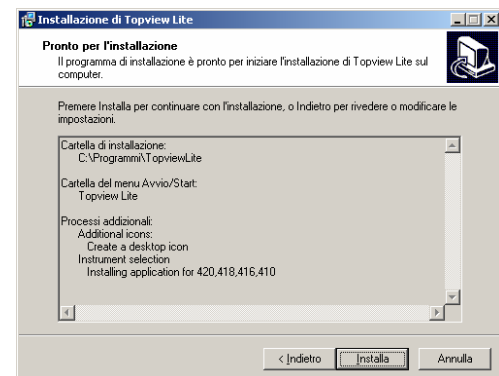 Installazione di Topview Lite
Pronto per l'installazione
Il programma di installazione è pronto per iniziare l'installazione di Topview Lite sul
computer.
Premere Installa per continuare con l'installazione, o Indietro per rivedere o modificare le
impostazioni.
Cartella di installazione:
C:\Programmi\TopviewLite
Cartella del menu Avvio/Start:
Topview Lite
Processi addizionali:
Additional icons:
Create a desktop icon
Instrument selection
Installing application for 420,418,416,410
< Indietro Installa Annulla